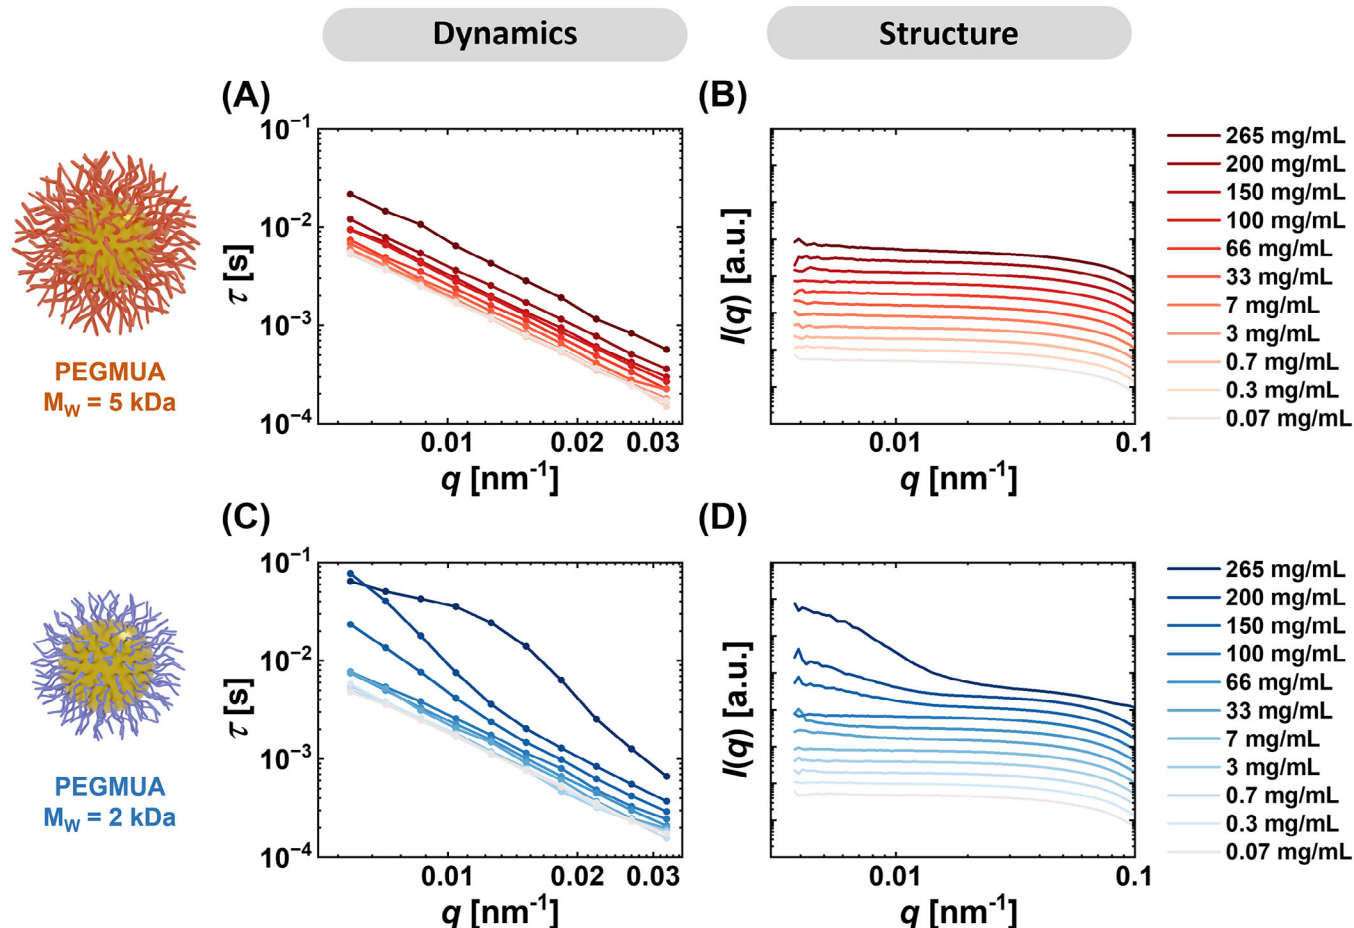 Dynamics
Structure
(A)
(B)
10⁻¹
10⁻²
10⁻³
10⁻⁴
τ [s]
0.01
0.02
0.03
q [nm⁻¹]
I(q) [a.u.]
0.01
0.1
q [nm⁻¹]
265 mg/mL
200 mg/mL
150 mg/mL
100 mg/mL
66 mg/mL
33 mg/mL
7 mg/mL
3 mg/mL
0.7 mg/mL
0.3 mg/mL
0.07 mg/mL
PEGMUA
M_W = 5 kDa
(C)
(D)
10⁻¹
10⁻²
10⁻³
10⁻⁴
τ [s]
0.01
0.02
0.03
q [nm⁻¹]
I(q) [a.u.]
0.01
0.1
q [nm⁻¹]
265 mg/mL
200 mg/mL
150 mg/mL
100 mg/mL
66 mg/mL
33 mg/mL
7 mg/mL
3 mg/mL
0.7 mg/mL
0.3 mg/mL
0.07 mg/mL
PEGMUA
M_W = 2 kDa